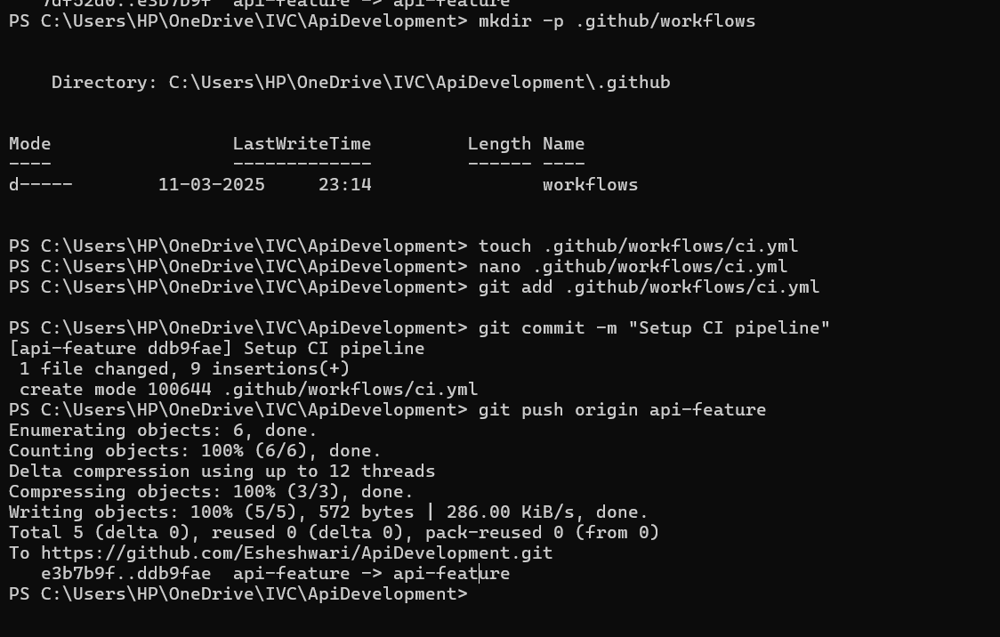 7df52d0..e3b7b9f  api-feature -> api-feature
PS C:\Users\HP\OneDrive\IVC\ApiDevelopment> mkdir -p .github/workflows
Directory: C:\Users\HP\OneDrive\IVC\ApiDevelopment\.github
Mode                 LastWriteTime         Length Name
----                 -------------         ------ ----
d-----        11-03-2025     23:14                workflows
PS C:\Users\HP\OneDrive\IVC\ApiDevelopment> touch .github/workflows/ci.yml
PS C:\Users\HP\OneDrive\IVC\ApiDevelopment> nano .github/workflows/ci.yml
PS C:\Users\HP\OneDrive\IVC\ApiDevelopment> git add .github/workflows/ci.yml
PS C:\Users\HP\OneDrive\IVC\ApiDevelopment> git commit -m "Setup CI pipeline"
[api-feature ddb9fae] Setup CI pipeline
 1 file changed, 9 insertions(+)
 create mode 100644 .github/workflows/ci.yml
PS C:\Users\HP\OneDrive\IVC\ApiDevelopment> git push origin api-feature
Enumerating objects: 6, done.
Counting objects: 100% (6/6), done.
Delta compression using up to 12 threads
Compressing objects: 100% (3/3), done.
Writing objects: 100% (5/5), 572 bytes | 286.00 KiB/s, done.
Total 5 (delta 0), reused 0 (delta 0), pack-reused 0 (from 0)
To https://github.com/Esheshwari/ApiDevelopment.git
   e3b7b9f..ddb9fae  api-feature -> api-feature
PS C:\Users\HP\OneDrive\IVC\ApiDevelopment>